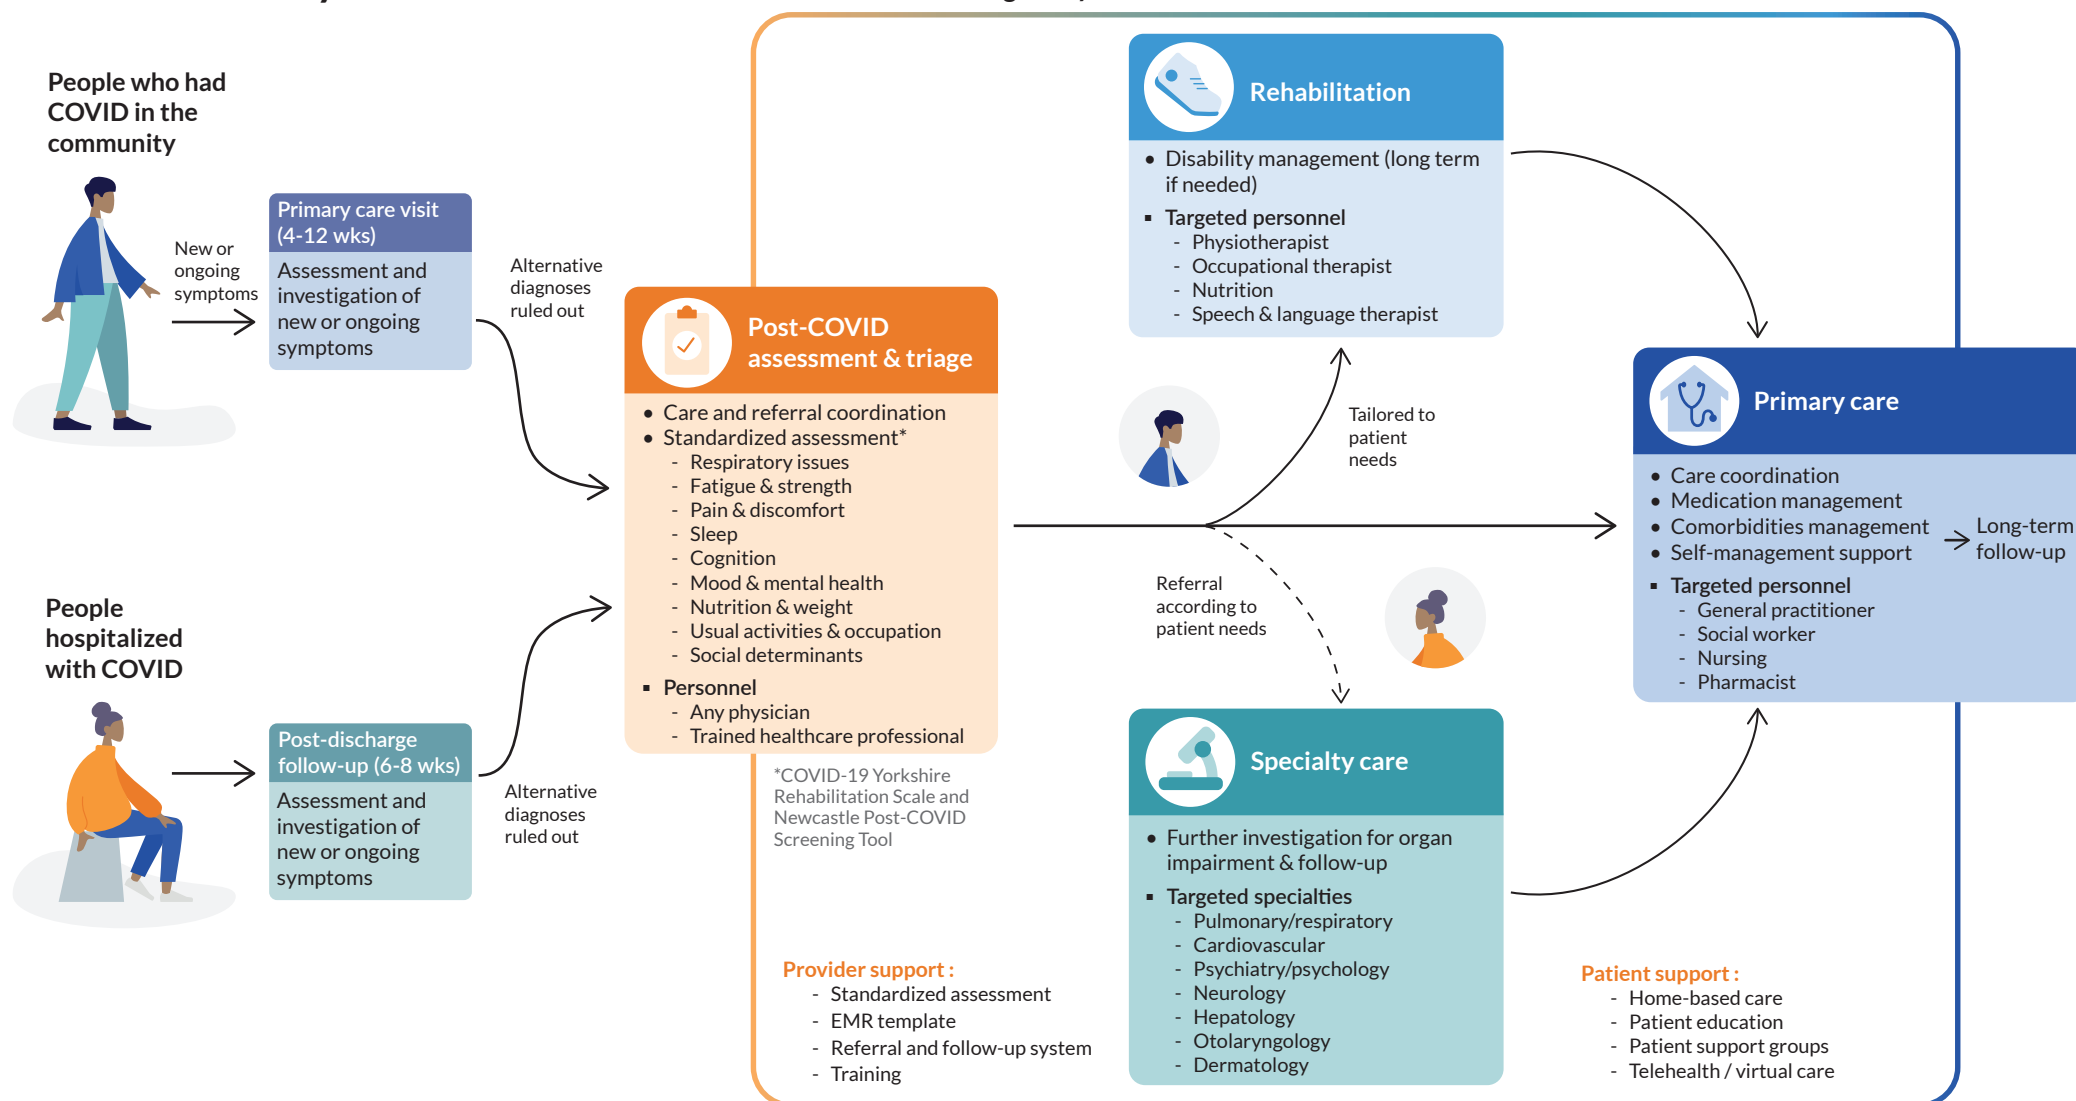 People who had
COVID in the
community
New or
ongoing
symptoms
Primary care visit
(4-12 wks)
Assessment and
investigation of
new or ongoing
symptoms
Alternative
diagnoses
ruled out
People
hospitalized
with COVID
Post-discharge
follow-up (6-8 wks)
Assessment and
investigation of
new or ongoing
symptoms
Alternative
diagnoses
ruled out
Post-COVID
assessment & triage
• Care and referral coordination
• Standardized assessment*
- Respiratory issues
- Fatigue & strength
- Pain & discomfort
- Sleep
- Cognition
- Mood & mental health
- Nutrition & weight
- Usual activities & occupation
- Social determinants
▪ Personnel
- Any physician
- Trained healthcare professional
*COVID-19 Yorkshire
Rehabilitation Scale and
Newcastle Post-COVID
Screening Tool
Provider support :
- Standardized assessment
- EMR template
- Referral and follow-up system
- Training
Rehabilitation
• Disability management (long term
if needed)
▪ Targeted personnel
- Physiotherapist
- Occupational therapist
- Nutrition
- Speech & language therapist
Tailored to
patient
needs
Referral
according to
patient needs
Specialty care
• Further investigation for organ
impairment & follow-up
▪ Targeted specialties
- Pulmonary/respiratory
- Cardiovascular
- Psychiatry/psychology
- Neurology
- Hepatology
- Otolaryngology
- Dermatology
Primary care
• Care coordination
• Medication management
• Comorbidities management
• Self-management support
Long-term
follow-up
▪ Targeted personnel
- General practitioner
- Social worker
- Nursing
- Pharmacist
Patient support :
- Home-based care
- Patient education
- Patient support groups
- Telehealth / virtual care